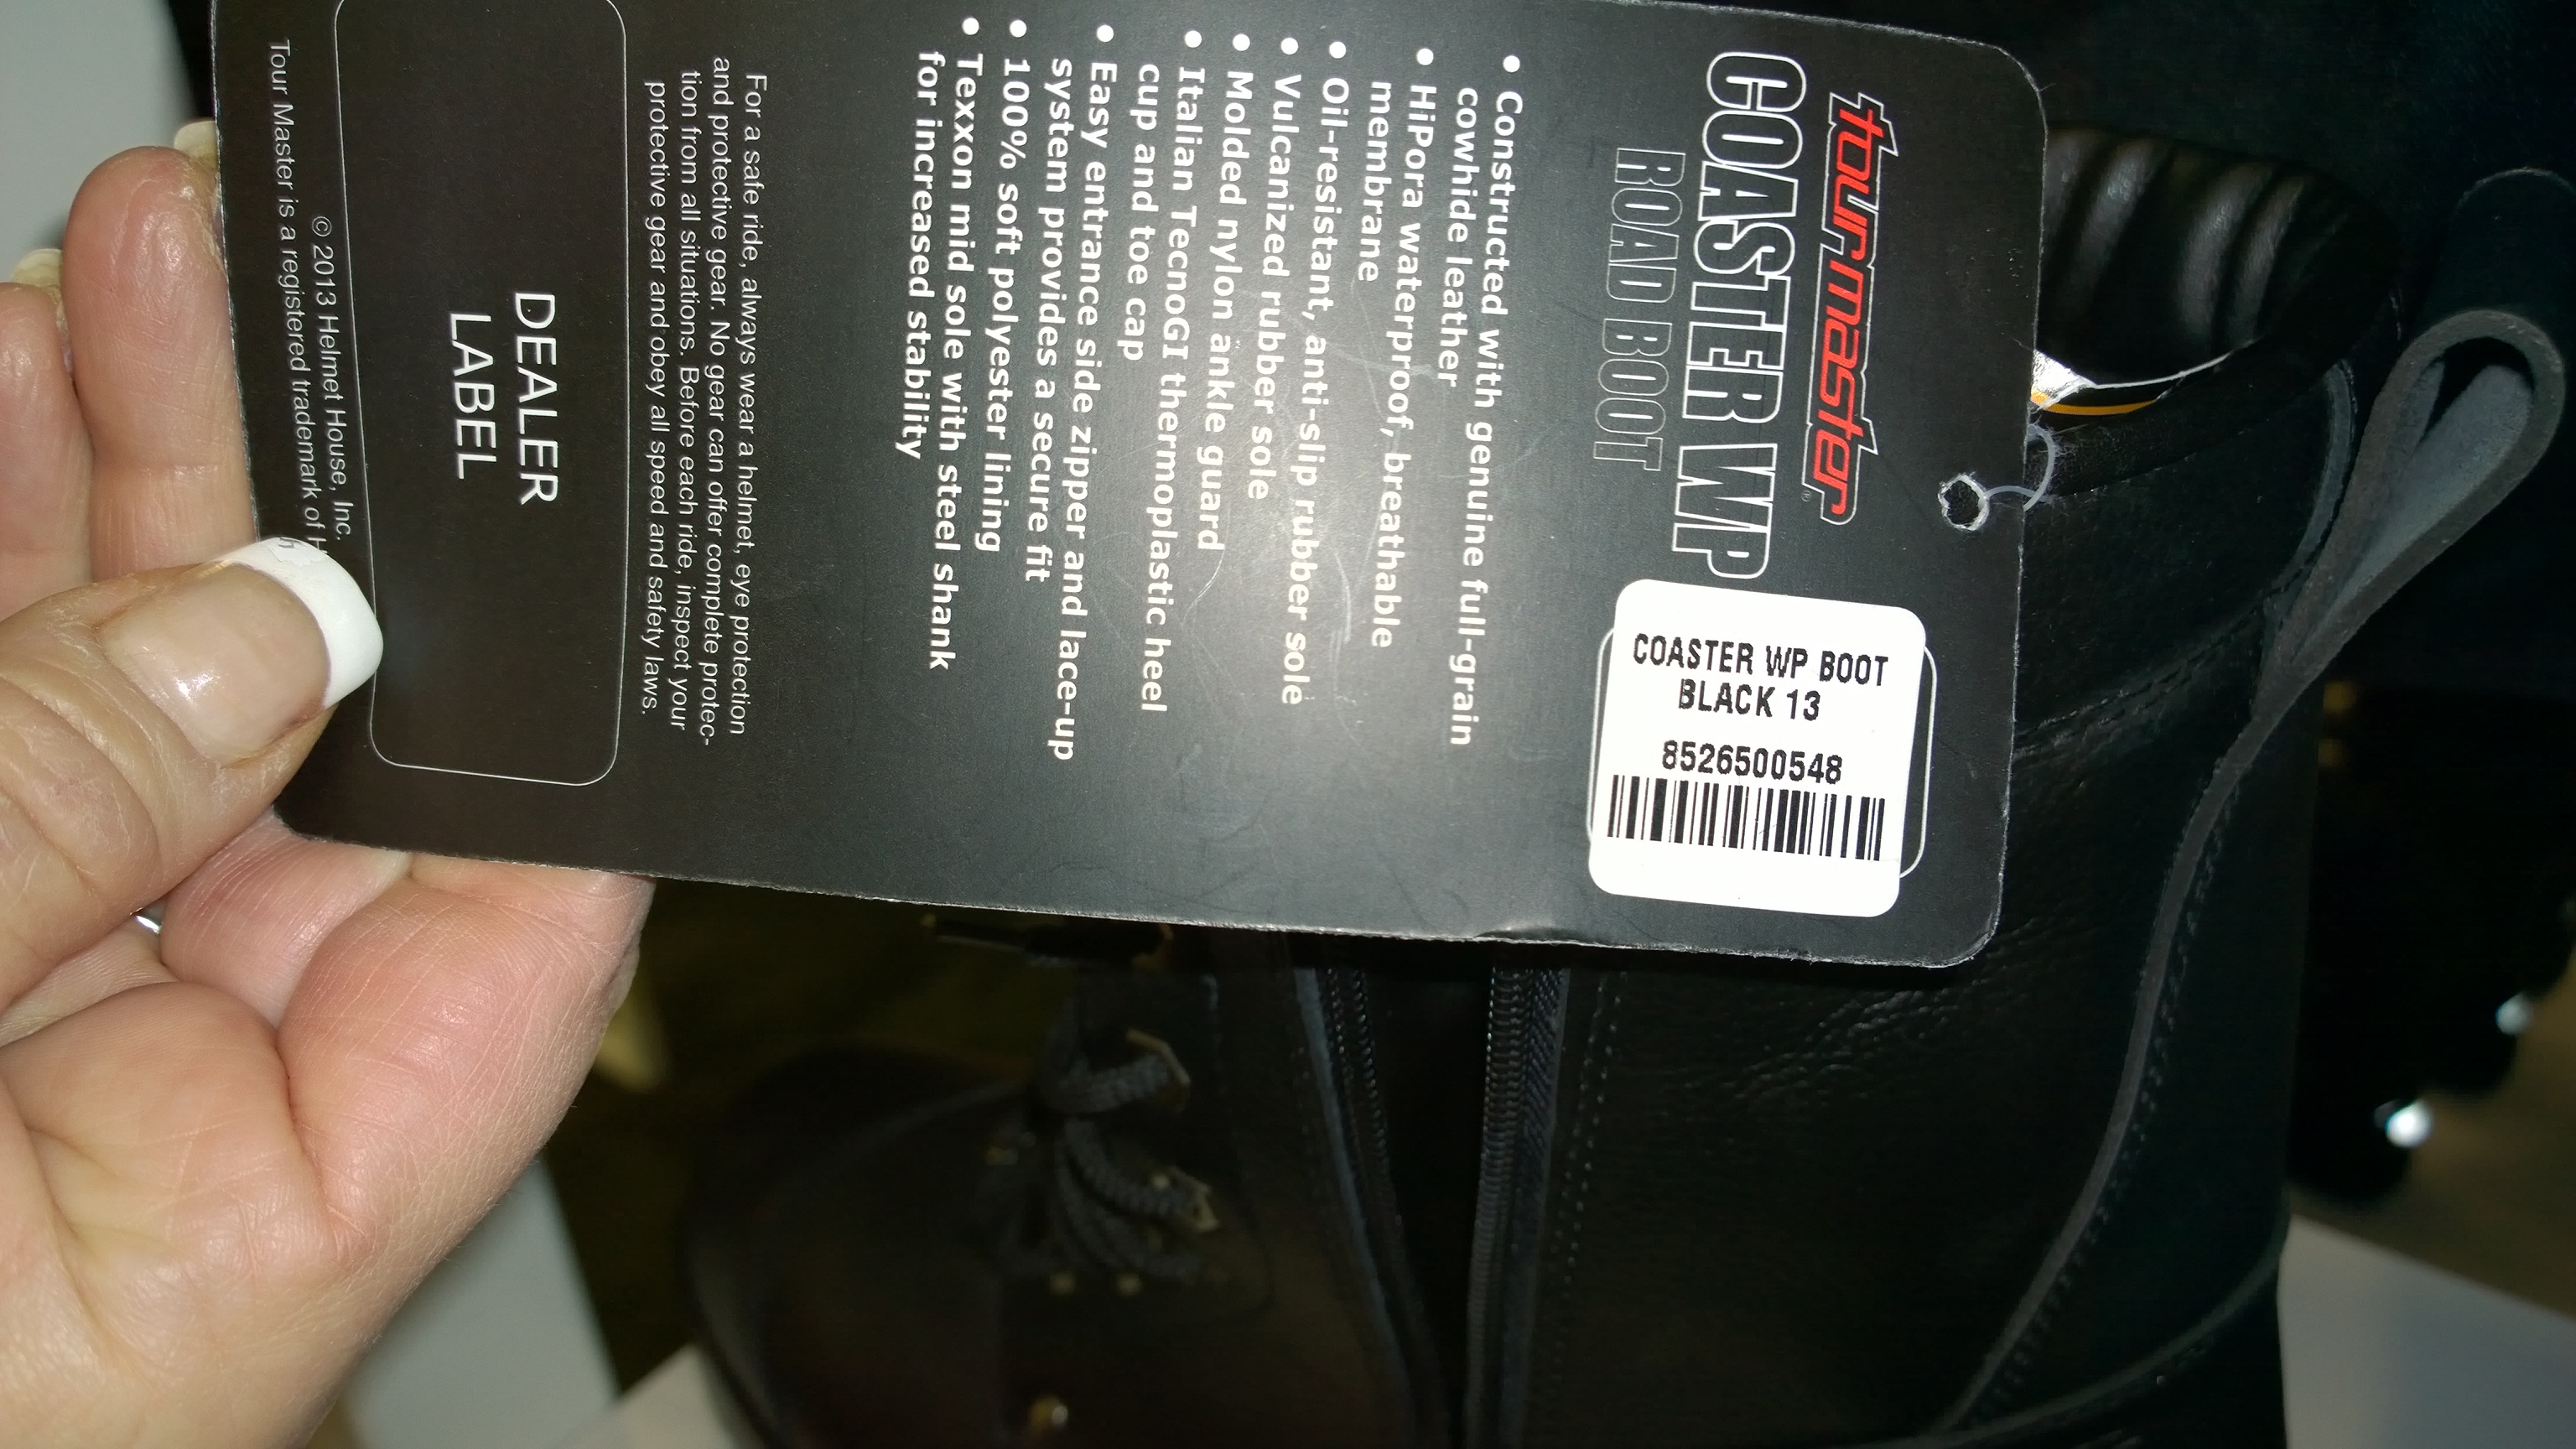 tourmaster
COASTER WP
ROAD BOOT
COASTER WP BOOT
BLACK 13
8526500548
• Constructed with genuine full-grain
cowhide leather
• HiPora waterproof, breathable
membrane
• Oil-resistant, anti-slip rubber sole
• Vulcanized rubber sole
• Molded nylon ankle guard
• Italian TecnoGI thermoplastic heel
cup and toe cap
• Easy entrance side zipper and lace-up
system provides a secure fit
• 100% soft polyester lining
• Texxon mid sole with steel shank
for increased stability
For a safe ride, always wear a helmet, eye protection
and protective gear. No gear can offer complete protec-
tion from all situations. Before each ride, inspect your
protective gear and obey all speed and safety laws.
DEALER
LABEL
© 2013 Helmet House, Inc.
Tour Master is a registered trademark of